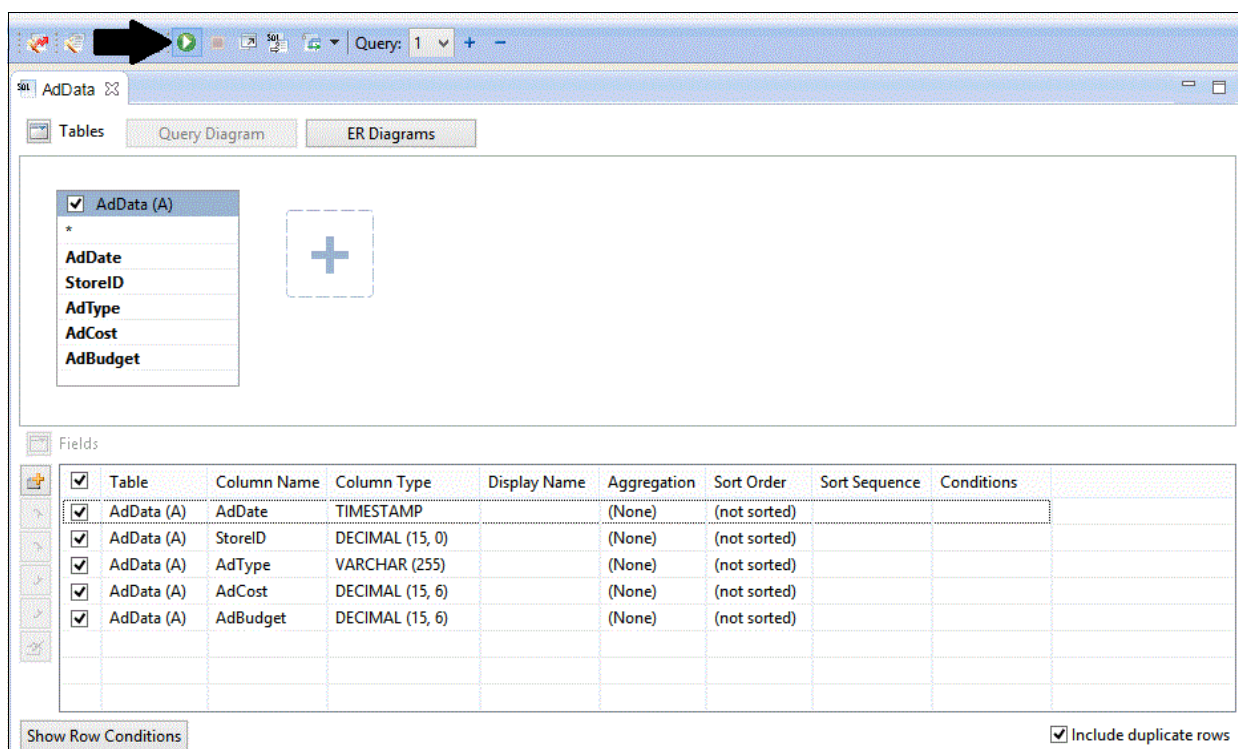 SQL Query: 1 + −
SQL AdData
Tables Query Diagram ER Diagrams
AdData (A)
*
AdDate
StoreID
AdType
AdCost
AdBudget
Fields
Table Column Name Column Type Display Name Aggregation Sort Order Sort Sequence Conditions
AdData (A) AdDate TIMESTAMP (None) (not sorted)
AdData (A) StoreID DECIMAL (15, 0) (None) (not sorted)
AdData (A) AdType VARCHAR (255) (None) (not sorted)
AdData (A) AdCost DECIMAL (15, 6) (None) (not sorted)
AdData (A) AdBudget DECIMAL (15, 6) (None) (not sorted)
Show Row Conditions Include duplicate rows